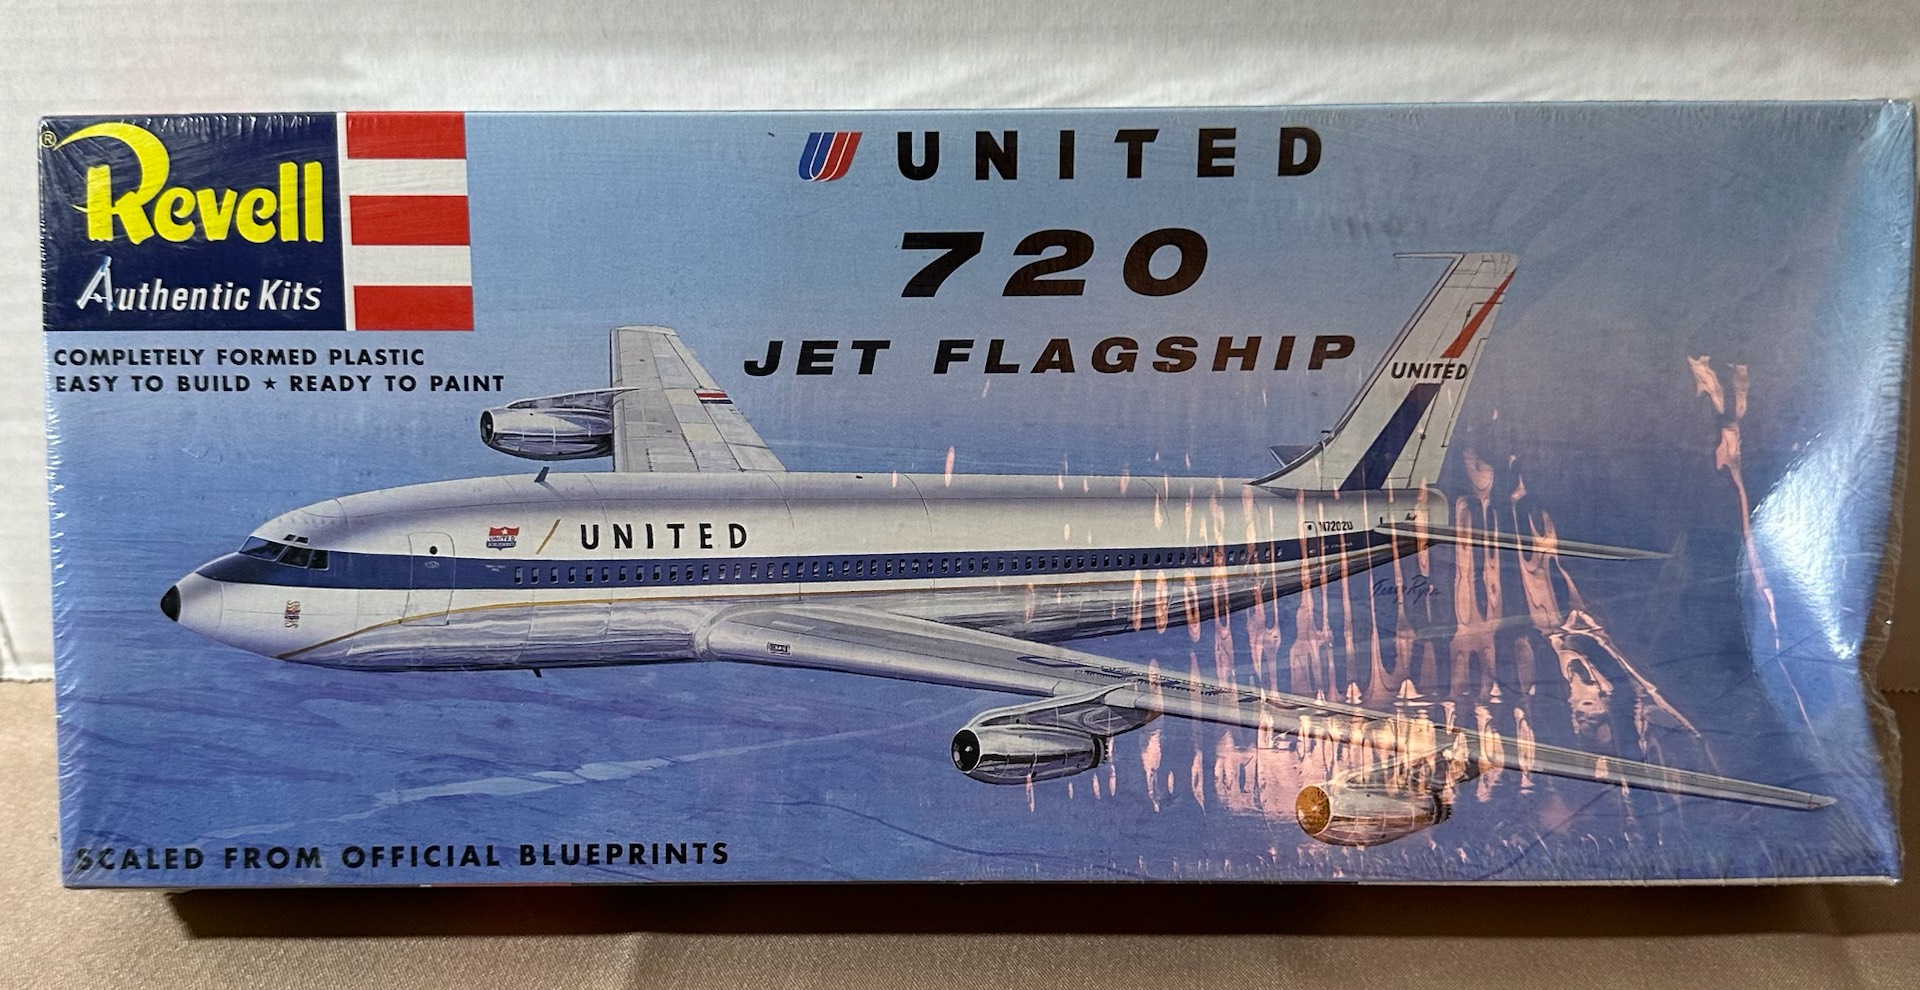 ®
Revell
Authentic Kits
COMPLETELY FORMED PLASTIC
EASY TO BUILD ★ READY TO PAINT
UNITED
720
JET FLAGSHIP
UNITED
UNITED
UNITED
N7202U
SCALED FROM OFFICIAL BLUEPRINTS